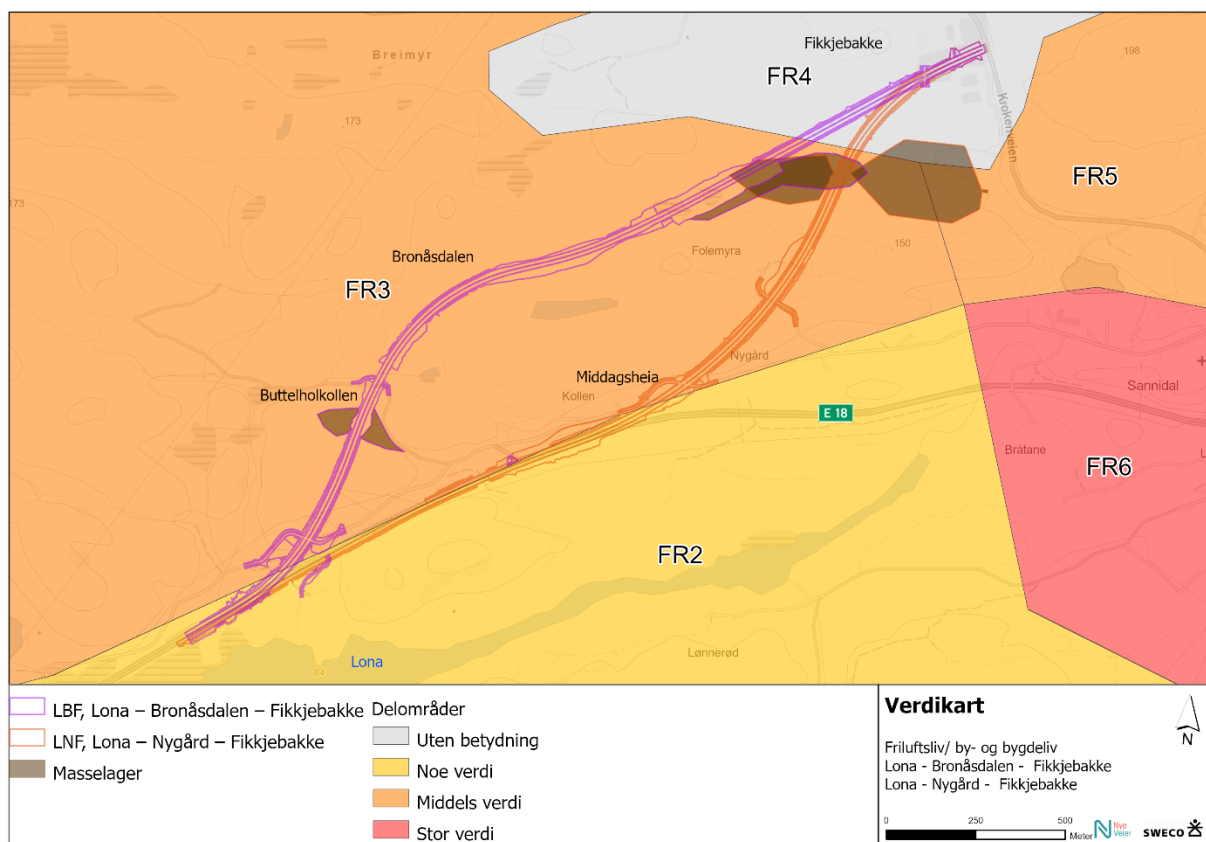 Breimyr
Fikkjebakke
FR4
198
173
Krokenveien
FR5
173
Folemyra
150
Bronåsdalen
FR3
Nygård
Middagsheia
Kollen
Buttelholkollen
E 18
Sannidal
Bråtane
FR6
FR2
Lona
64
Lønnerød
LBF, Lona – Bronåsdalen – Fikkjebakke
LNF, Lona – Nygård – Fikkjebakke
Masselager
Delområder
Uten betydning
Noe verdi
Middels verdi
Stor verdi
Verdikart
Friluftsliv/ by- og bygdeliv
Lona - Bronåsdalen - Fikkjebakke
Lona - Nygård - Fikkjebakke
N
0 250 500
Meter
Nye
Veier
SWECO